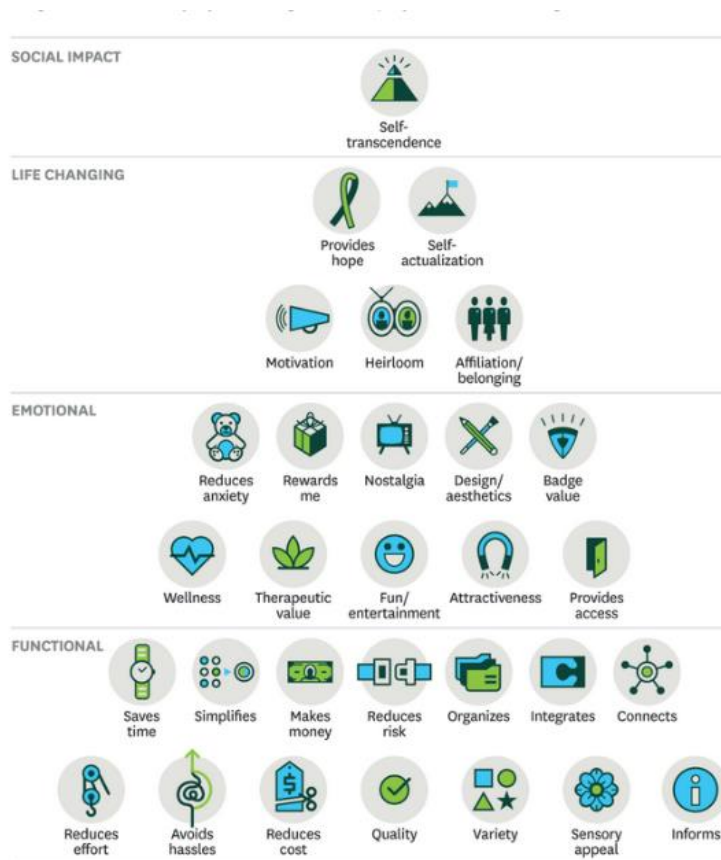 SOCIAL IMPACT
Self-
transcendence
LIFE CHANGING
Provides
hope
Self-
actualization
Motivation
Heirloom
Affiliation/
belonging
EMOTIONAL
Reduces
anxiety
Rewards
me
Nostalgia
Design/
aesthetics
Badge
value
Wellness
Therapeutic
value
Fun/
entertainment
Attractiveness
Provides
access
FUNCTIONAL
Saves
time
Simplifies
Makes
money
Reduces
risk
Organizes
Integrates
Connects
Reduces
effort
Avoids
hassles
$
Reduces
cost
Quality
Variety
Sensory
appeal
i
Informs